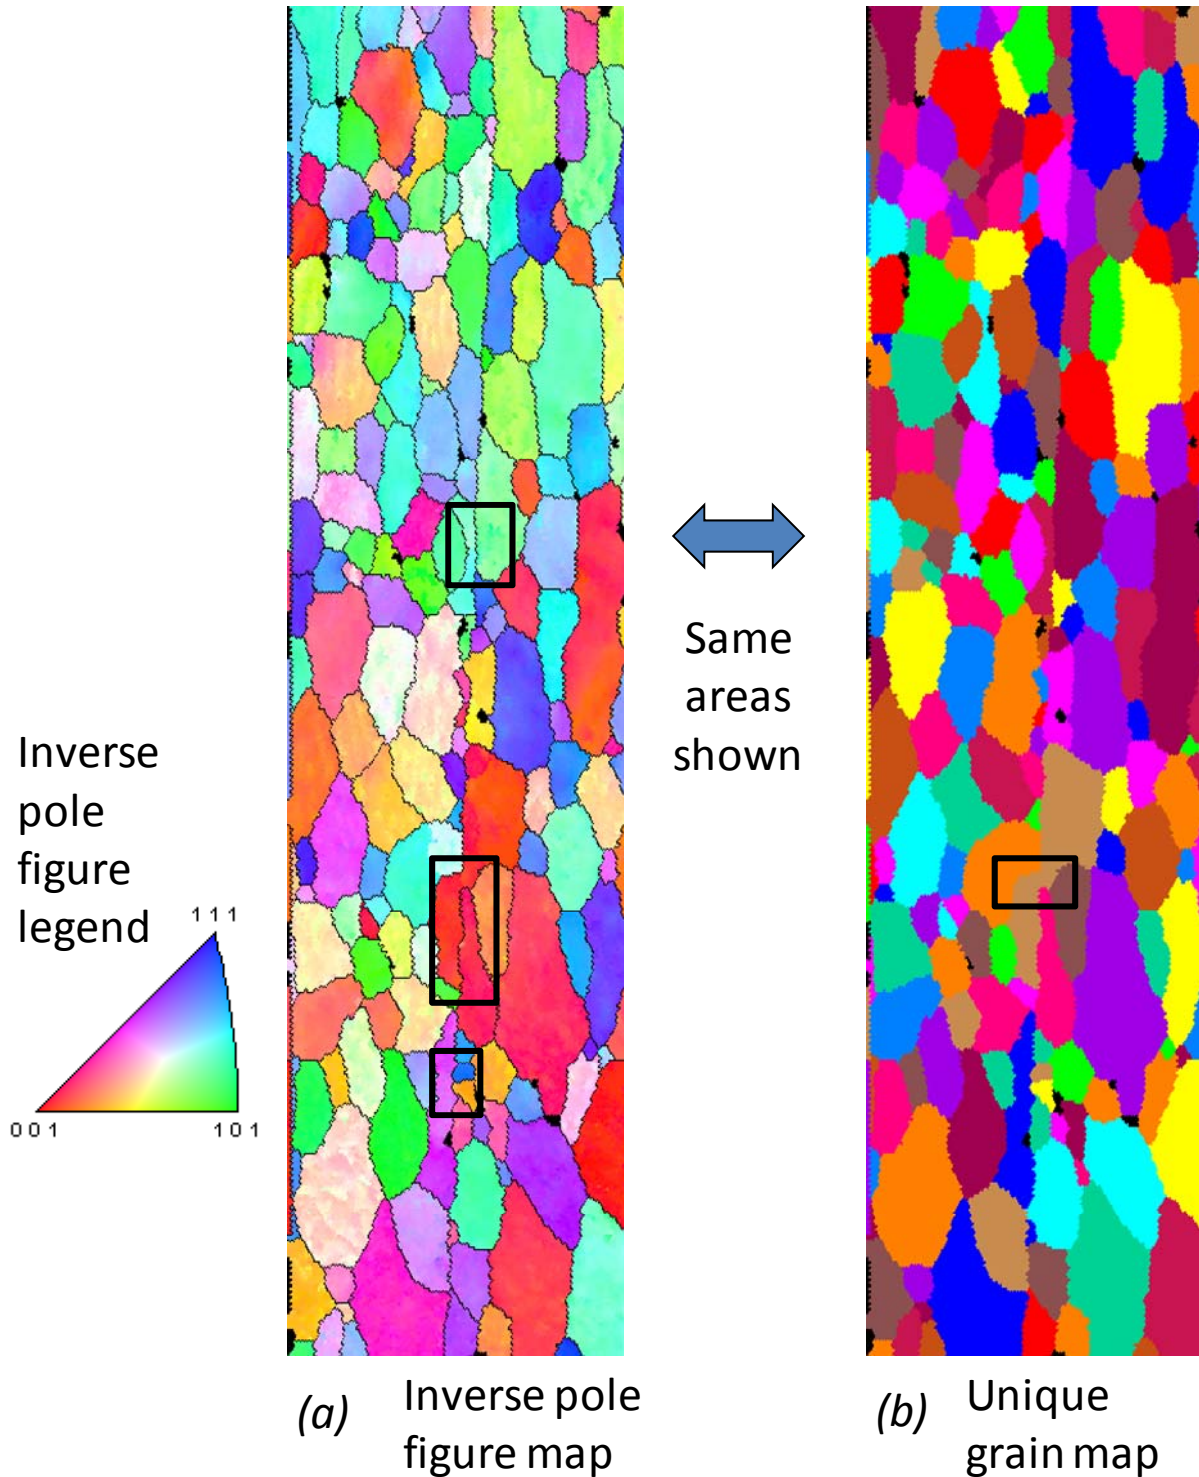 Same
areas
shown
Inverse
pole
figure
legend
1 1 1
0 0 1
1 0 1
(a) Inverse pole
figure map
(b) Unique
grain map